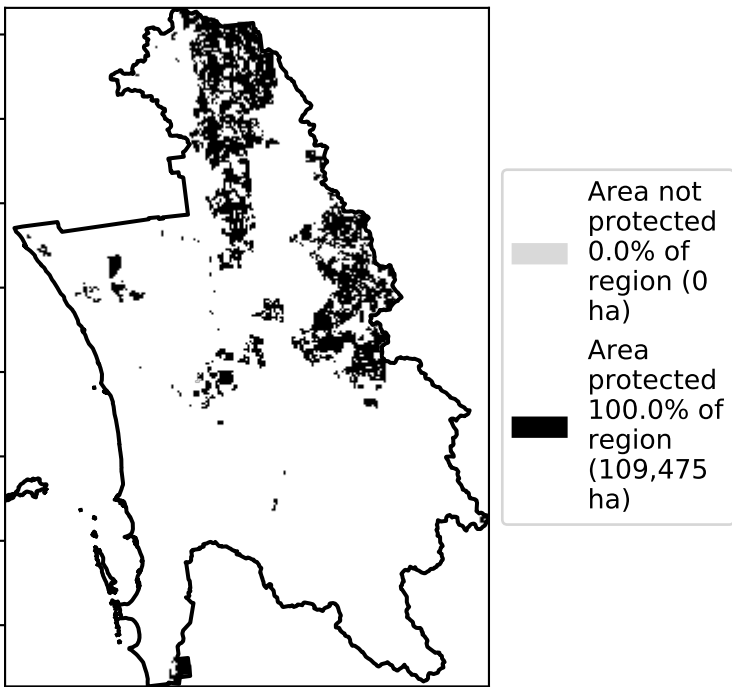 Area not
protected
0.0% of
region (0
ha)
Area
protected
100.0% of
region
(109,475
ha)